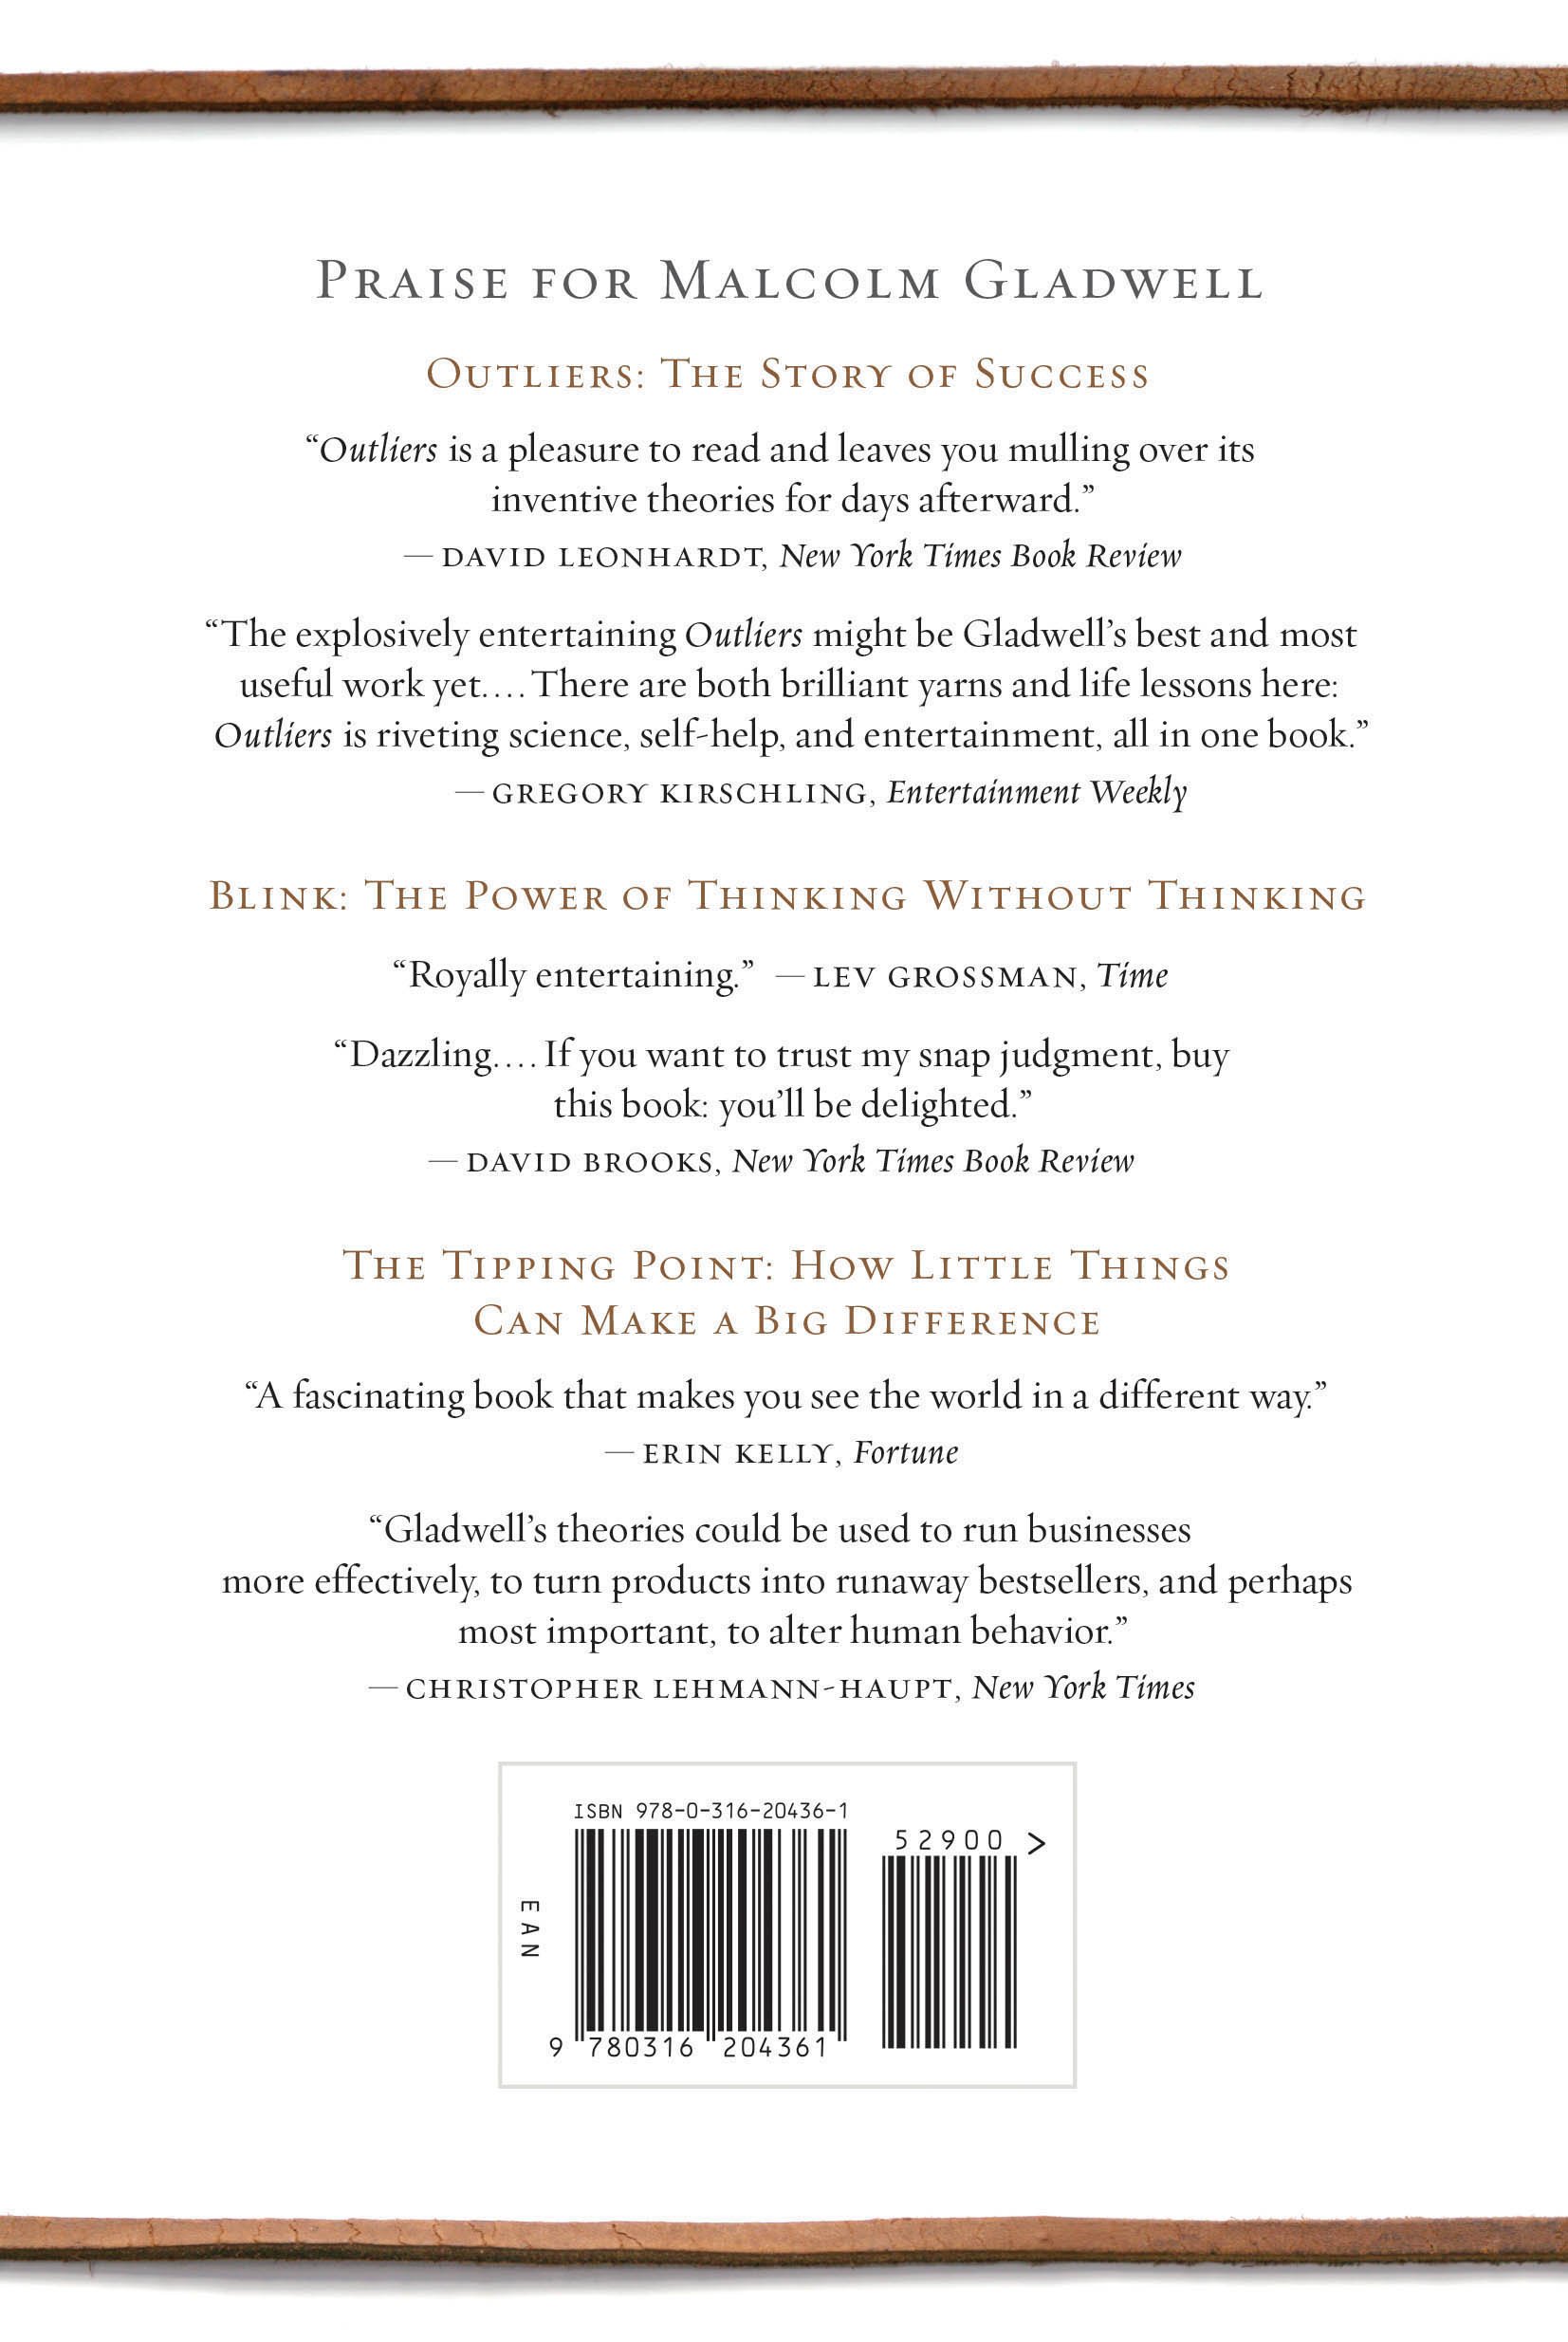 PRAISE FOR MALCOLM GLADWELL
OUTLIERS: THE STORY OF SUCCESS
“Outliers is a pleasure to read and leaves you mulling over its
inventive theories for days afterward.”
— DAVID LEONHARDT, New York Times Book Review
“The explosively entertaining Outliers might be Gladwell’s best and most
useful work yet.... There are both brilliant yarns and life lessons here:
Outliers is riveting science, self-help, and entertainment, all in one book.”
— GREGORY KIRSCHLING, Entertainment Weekly
BLINK: THE POWER OF THINKING WITHOUT THINKING
“Royally entertaining.” — LEV GROSSMAN, Time
“Dazzling.... If you want to trust my snap judgment, buy
this book: you’ll be delighted.”
— DAVID BROOKS, New York Times Book Review
THE TIPPING POINT: HOW LITTLE THINGS
CAN MAKE A BIG DIFFERENCE
“A fascinating book that makes you see the world in a different way.”
— ERIN KELLY, Fortune
“Gladwell’s theories could be used to run businesses
more effectively, to turn products into runaway bestsellers, and perhaps
most important, to alter human behavior.”
— CHRISTOPHER LEHMANN-HAUPT, New York Times
ISBN 978-0-316-20436-1
52900 >
EAN
9 780316 204361